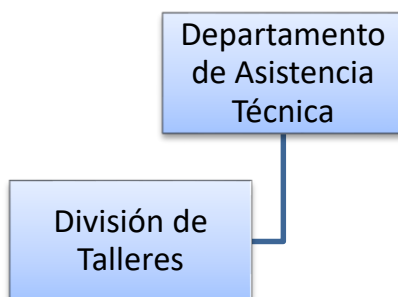 Departamento
de Asistencia
Técnica
División de
Talleres